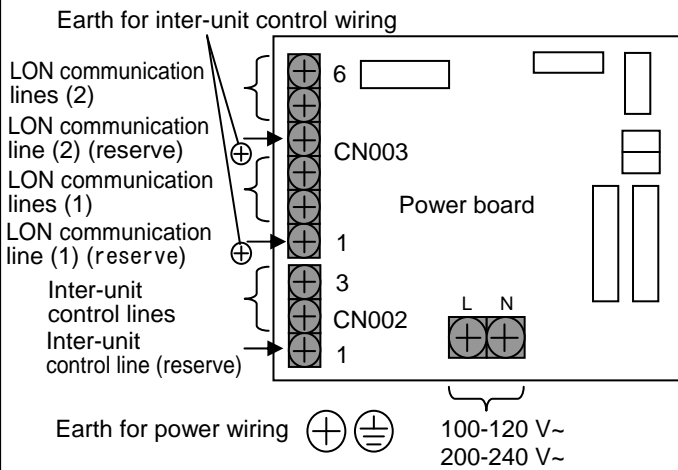 Earth for inter-unit control wiring
LON communication
lines (2)
6
LON communication
line (2) (reserve)
CN003
LON communication
lines (1)
Power board
LON communication
line (1) (reserve)
1
Inter-unit
control lines
3
L N
CN002
Inter-unit
control line (reserve)
1
Earth for power wiring
100-120 V~
200-240 V~